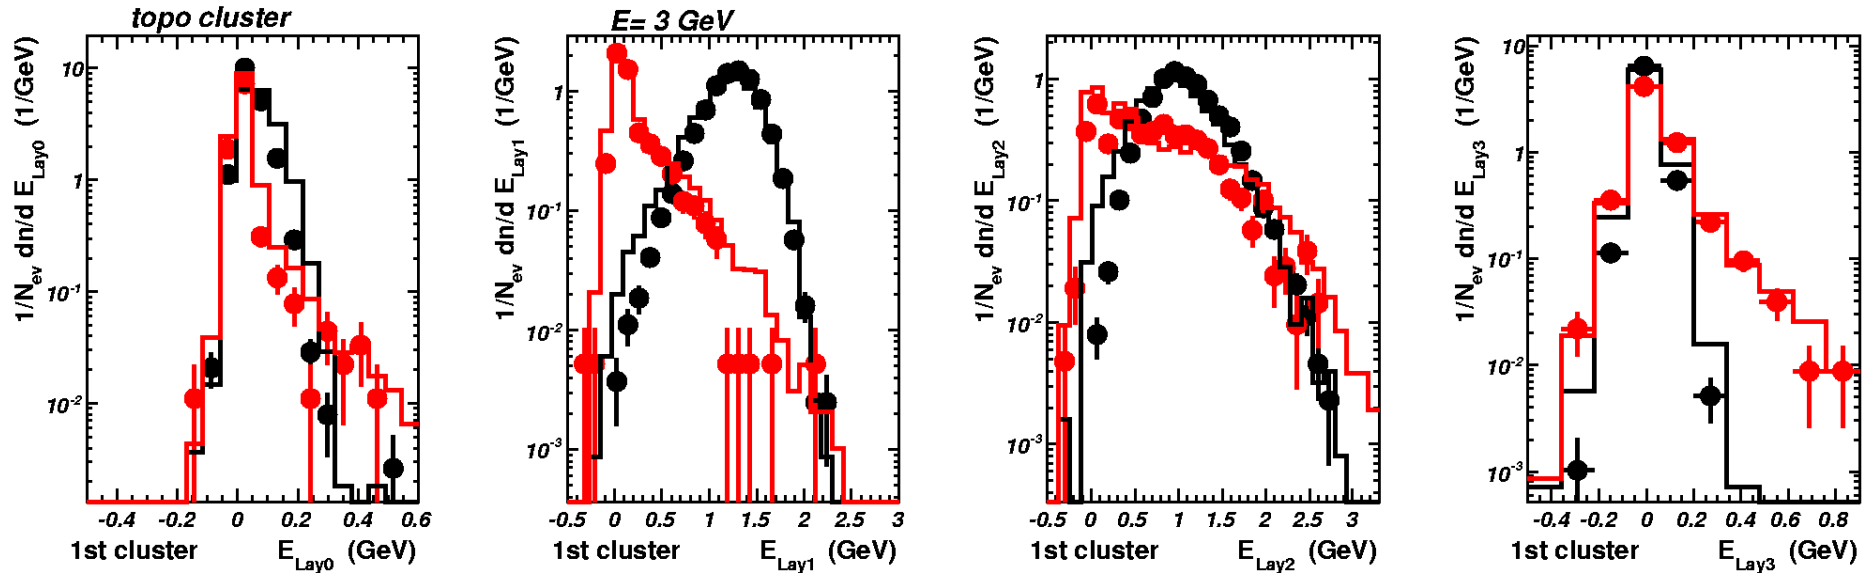 topo cluster
E= 3 GeV
1/N_ev dn/d E_Lay0 (1/GeV)
10
1
10^-1
10^-2
-0.4 -0.2 0 0.2 0.4 0.6
1st cluster E_Lay0 (GeV)
1/N_ev dn/d E_Lay1 (1/GeV)
1
10^-1
10^-2
10^-3
-0.5 0 0.5 1 1.5 2 2.5 3
1st cluster E_Lay1 (GeV)
1/N_ev dn/d E_Lay2 (1/GeV)
1
10^-1
10^-2
10^-3
-0.5 0 0.5 1 1.5 2 2.5 3
1st cluster E_Lay2 (GeV)
1/N_ev dn/d E_Lay3 (1/GeV)
10
1
10^-1
10^-2
10^-3
-0.4 -0.2 0 0.2 0.4 0.6 0.8
1st cluster E_Lay3 (GeV)